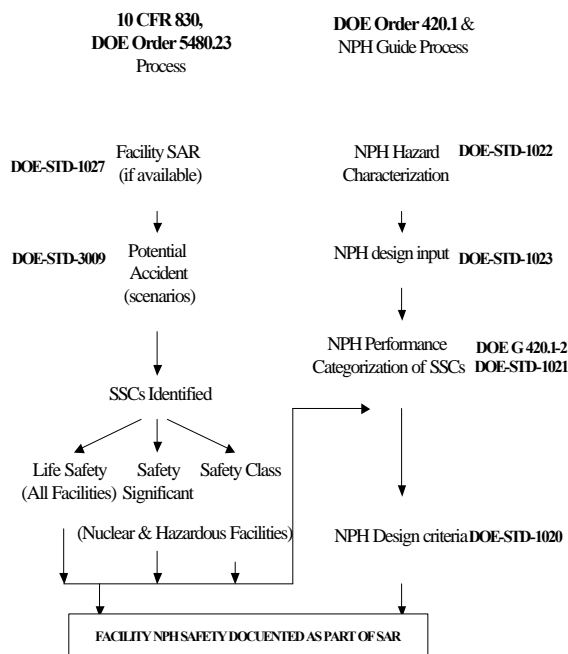 10 CFR 830,
DOE Order 5480.23
Process
DOE Order 420.1 &
NPH Guide Process
DOE-STD-1027
Facility SAR
(if available)
NPH Hazard
Characterization
DOE-STD-1022
DOE-STD-3009
Potential
Accident
(scenarios)
NPH design input
DOE-STD-1023
NPH Performance
Categorization of SSCs
DOE G 420.1-2
DOE-STD-1021
SSCs Identified
Life Safety
(All Facilities)
Safety
Significant
Safety Class
(Nuclear & Hazardous Facilities)
NPH Design criteria DOE-STD-1020
FACILITY NPH SAFETY DOCUENTED AS PART OF SAR